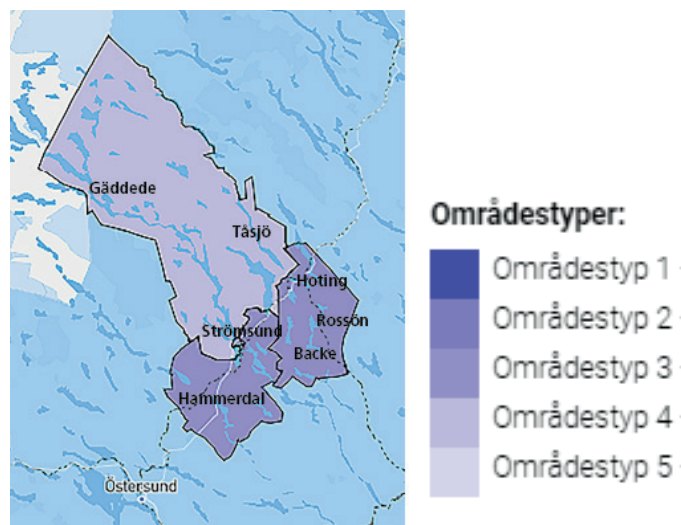 Gäddede
Tåsjö
Hoting
Rossön
Strömsund
Backe
Hammerdal
Östersund
Områdestyper:
Områdestyp 1 -
Områdestyp 2 -
Områdestyp 3 -
Områdestyp 4 -
Områdestyp 5 -